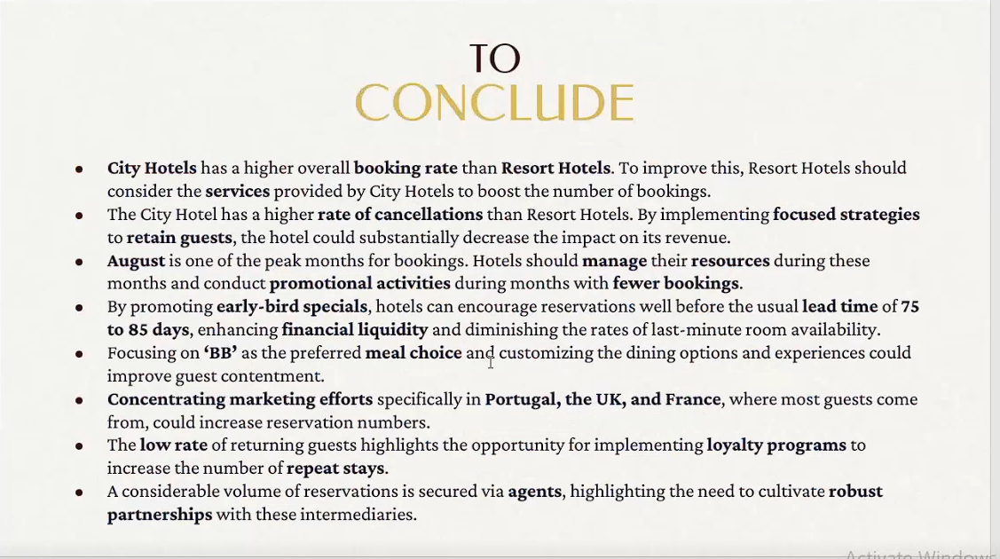 TO
CONCLUDE
• City Hotels has a higher overall booking rate than Resort Hotels. To improve this, Resort Hotels should
consider the services provided by City Hotels to boost the number of bookings.
• The City Hotel has a higher rate of cancellations than Resort Hotels. By implementing focused strategies
to retain guests, the hotel could substantially decrease the impact on its revenue.
• August is one of the peak months for bookings. Hotels should manage their resources during these
months and conduct promotional activities during months with fewer bookings.
• By promoting early-bird specials, hotels can encourage reservations well before the usual lead time of 75
to 85 days, enhancing financial liquidity and diminishing the rates of last-minute room availability.
• Focusing on ‘BB’ as the preferred meal choice and customizing the dining options and experiences could
improve guest contentment.
• Concentrating marketing efforts specifically in Portugal, the UK, and France, where most guests come
from, could increase reservation numbers.
• The low rate of returning guests highlights the opportunity for implementing loyalty programs to
increase the number of repeat stays.
• A considerable volume of reservations is secured via agents, highlighting the need to cultivate robust
partnerships with these intermediaries.
Activate Windows